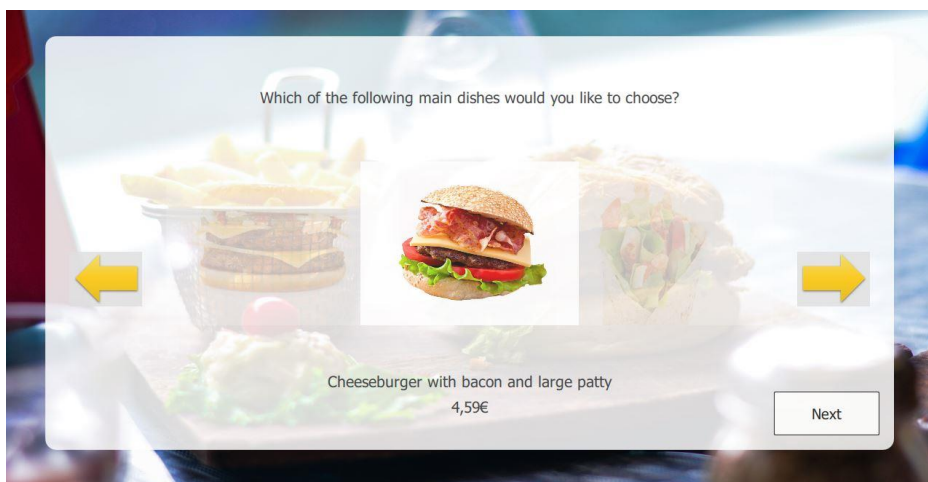 Which of the following main dishes would you like to choose?
Cheeseburger with bacon and large patty
4,59€
Next